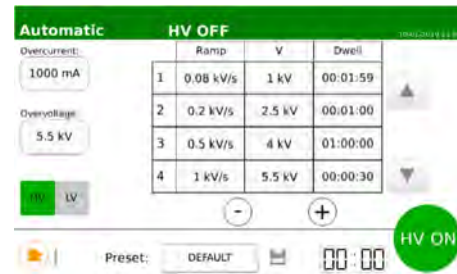 Automatic HV OFF
Overcurrent:
1000 mA
Overvoltage:
5.5 kV
HV LV
Ramp V Dwell
1 0.08 kV/s 1 kV 00:01:59
2 0.2 kV/s 2.5 kV 00:01:00
3 0.5 kV/s 4 kV 01:00:00
4 1 kV/s 5.5 kV 00:00:30
- +
Preset: DEFAULT 00:00
HV ON